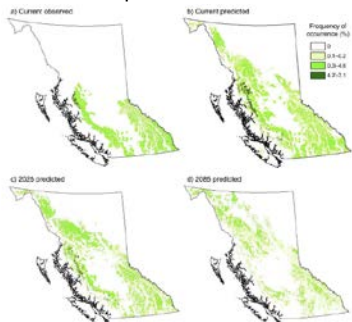 a) Current observed
b) Current predicted
Frequency of
occurrence (%)
0
c) 2025 predicted
d) 2085 predicted